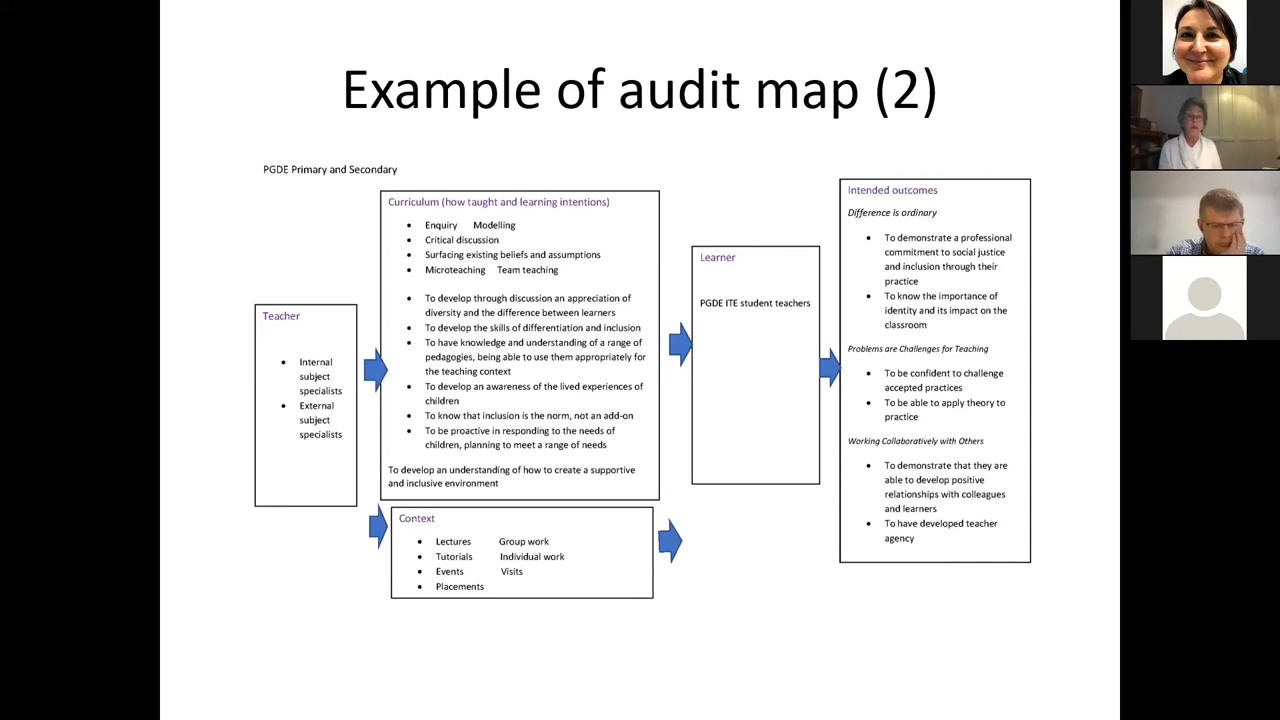 Example of audit map (2)
PGDE Primary and Secondary
Teacher
• Internal
subject
specialists
• External
subject
specialists
Curriculum (how taught and learning intentions)
• Enquiry Modelling
• Critical discussion
• Surfacing existing beliefs and assumptions
• Microteaching Team teaching
• To develop through discussion an appreciation of
diversity and the difference between learners
• To develop the skills of differentiation and inclusion
• To have knowledge and understanding of a range of
pedagogies, being able to use them appropriately for
the teaching context
• To develop an awareness of the lived experiences of
children
• To know that inclusion is the norm, not an add-on
• To be proactive in responding to the needs of
children, planning to meet a range of needs
To develop an understanding of how to create a supportive
and inclusive environment
Context
• Lectures Group work
• Tutorials Individual work
• Events Visits
• Placements
Learner
PGDE ITE student teachers
Intended outcomes
Difference is ordinary
• To demonstrate a professional
commitment to social justice
and inclusion through their
practice
• To know the importance of
identity and its impact on the
classroom
Problems are Challenges for Teaching
• To be confident to challenge
accepted practices
• To be able to apply theory to
practice
Working Collaboratively with Others
• To demonstrate that they are
able to develop positive
relationships with colleagues
and learners
• To have developed teacher
agency